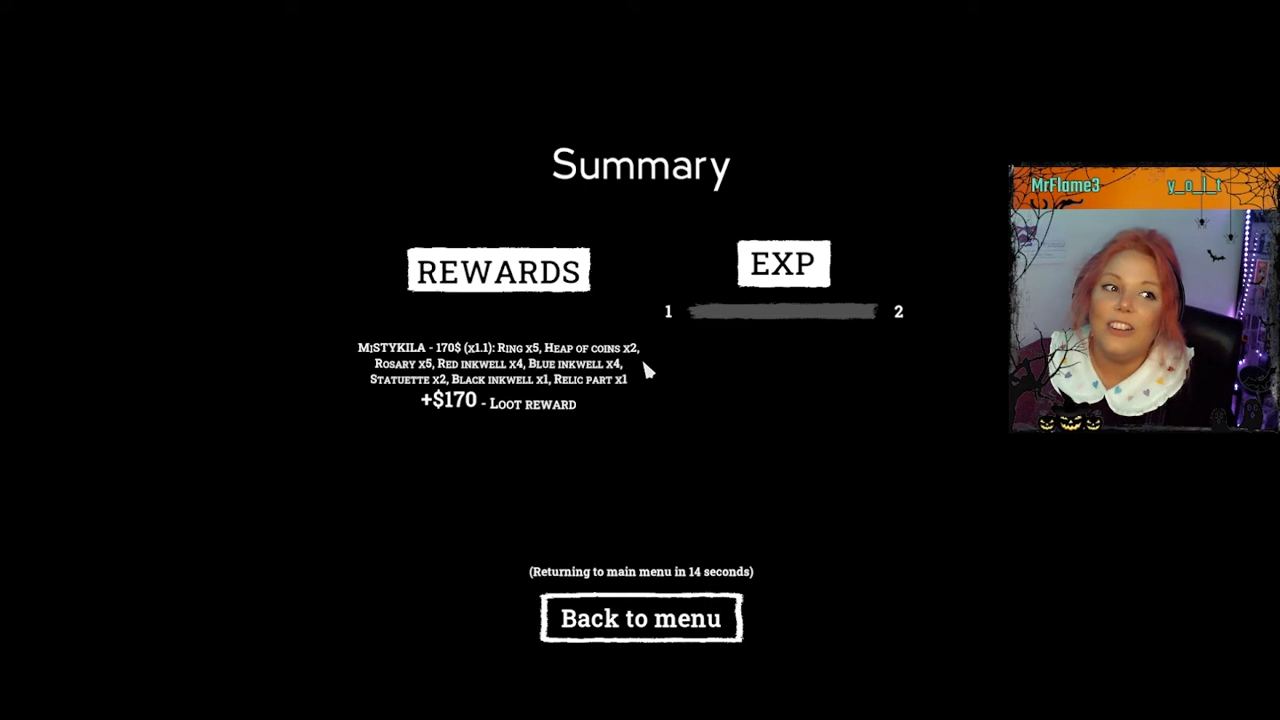 Summary
MrFlame3 y_o_l_t
REWARDS
EXP
1 2
MISTYKILA - 170$ (X1.1): RING X5, HEAP OF COINS X2,
ROSARY X5, RED INKWELL X4, BLUE INKWELL X4,
STATUETTE X2, BLACK INKWELL X1, RELIC PART X1
+$170 - LOOT REWARD
(Returning to main menu in 14 seconds)
Back to menu